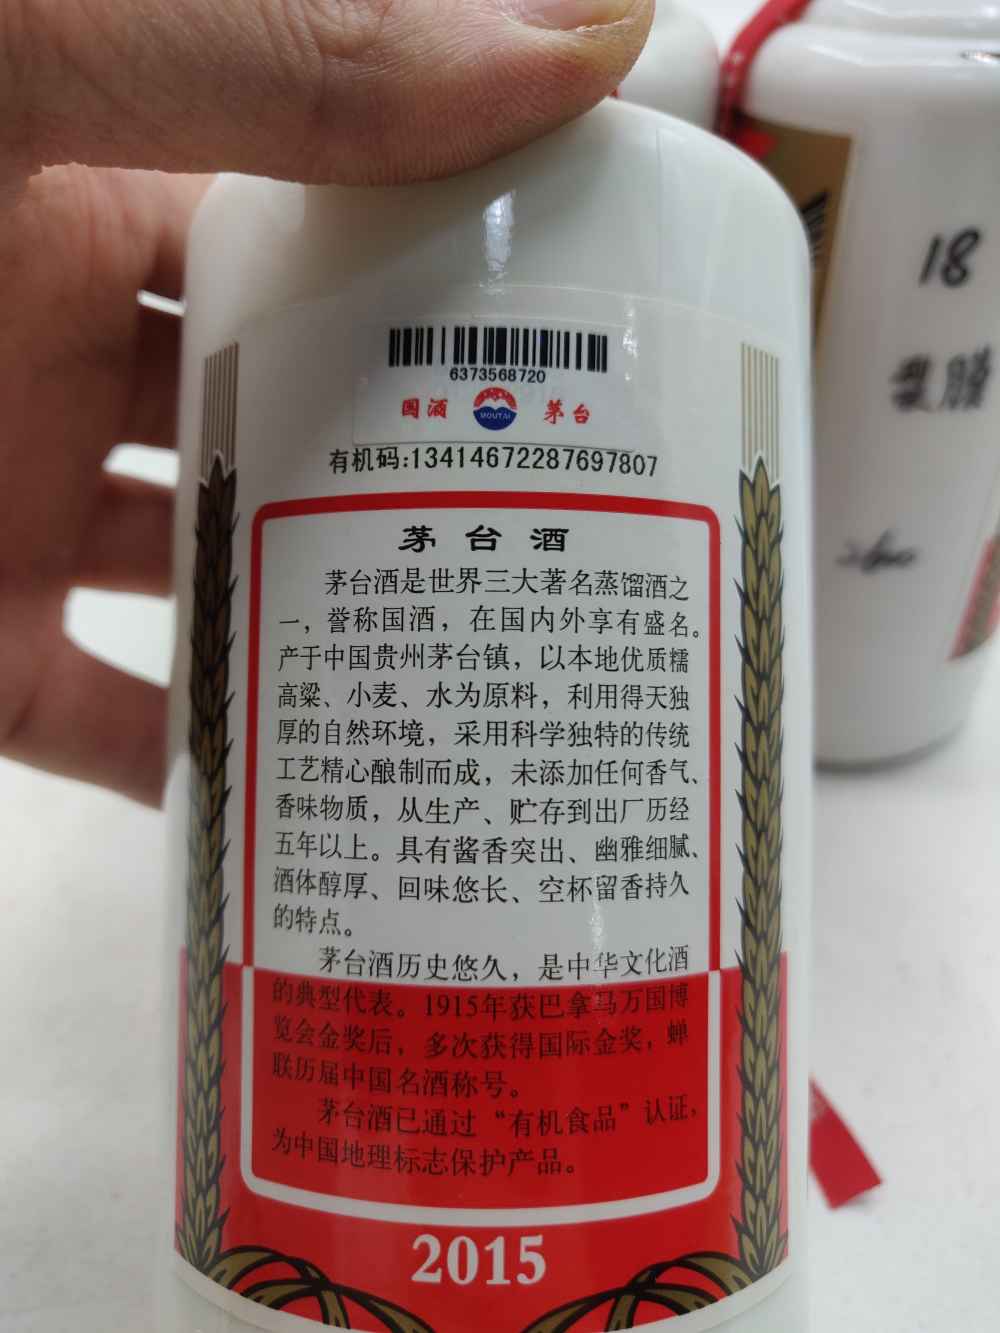 6373568720
国酒 MOUTAI 茅台
有机码:13414672287697807
茅台酒
茅台酒是世界三大著名蒸馏酒之
一，誉称国酒，在国内外享有盛名。
产于中国贵州茅台镇，以本地优质糯
高粱、小麦、水为原料，利用得天独
厚的自然环境，采用科学独特的传统
工艺精心酿制而成，未添加任何香气、
香味物质，从生产、贮存到出厂历经
五年以上。具有酱香突出、幽雅细腻、
酒体醇厚、回味悠长、空杯留香持久
的特点。
茅台酒历史悠久，是中华文化酒
的典型代表。1915年获巴拿马万国博
览会金奖后，多次获得国际金奖，蝉
联历届中国名酒称号。
茅台酒已通过“有机食品”认证，
为中国地理标志保护产品。
2015
18